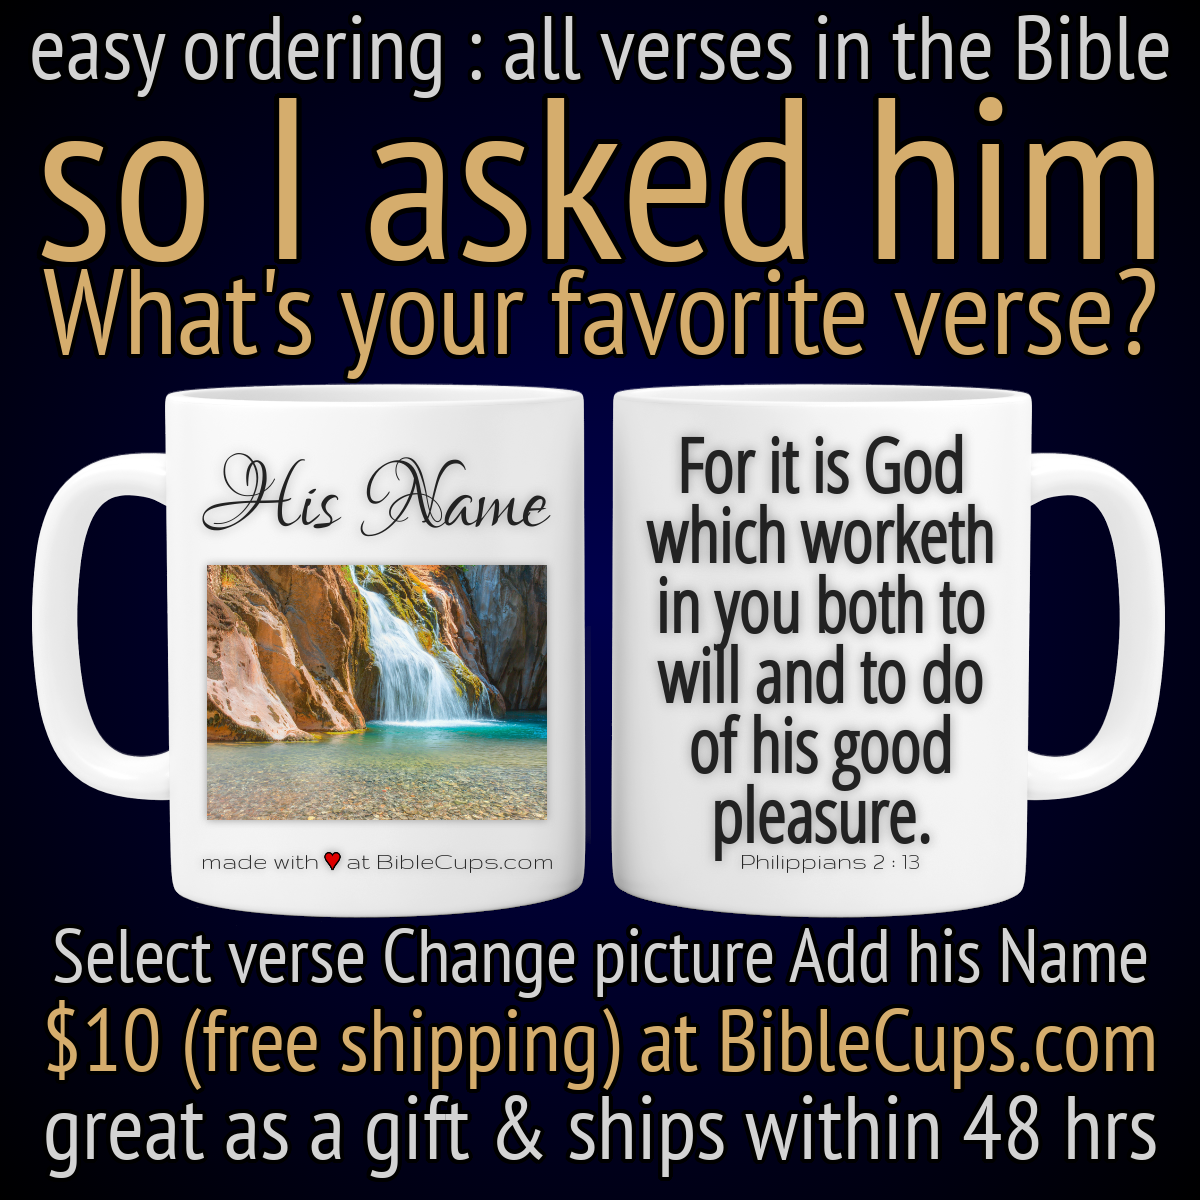 easy ordering : all verses in the Bible
so I asked him
What's your favorite verse?
His Name
made with ♥ at BibleCups.com
For it is God
which worketh
in you both to
will and to do
of his good
pleasure.
Philippians 2 : 13
Select verse Change picture Add his Name
$10 (free shipping) at BibleCups.com
great as a gift & ships within 48 hrs